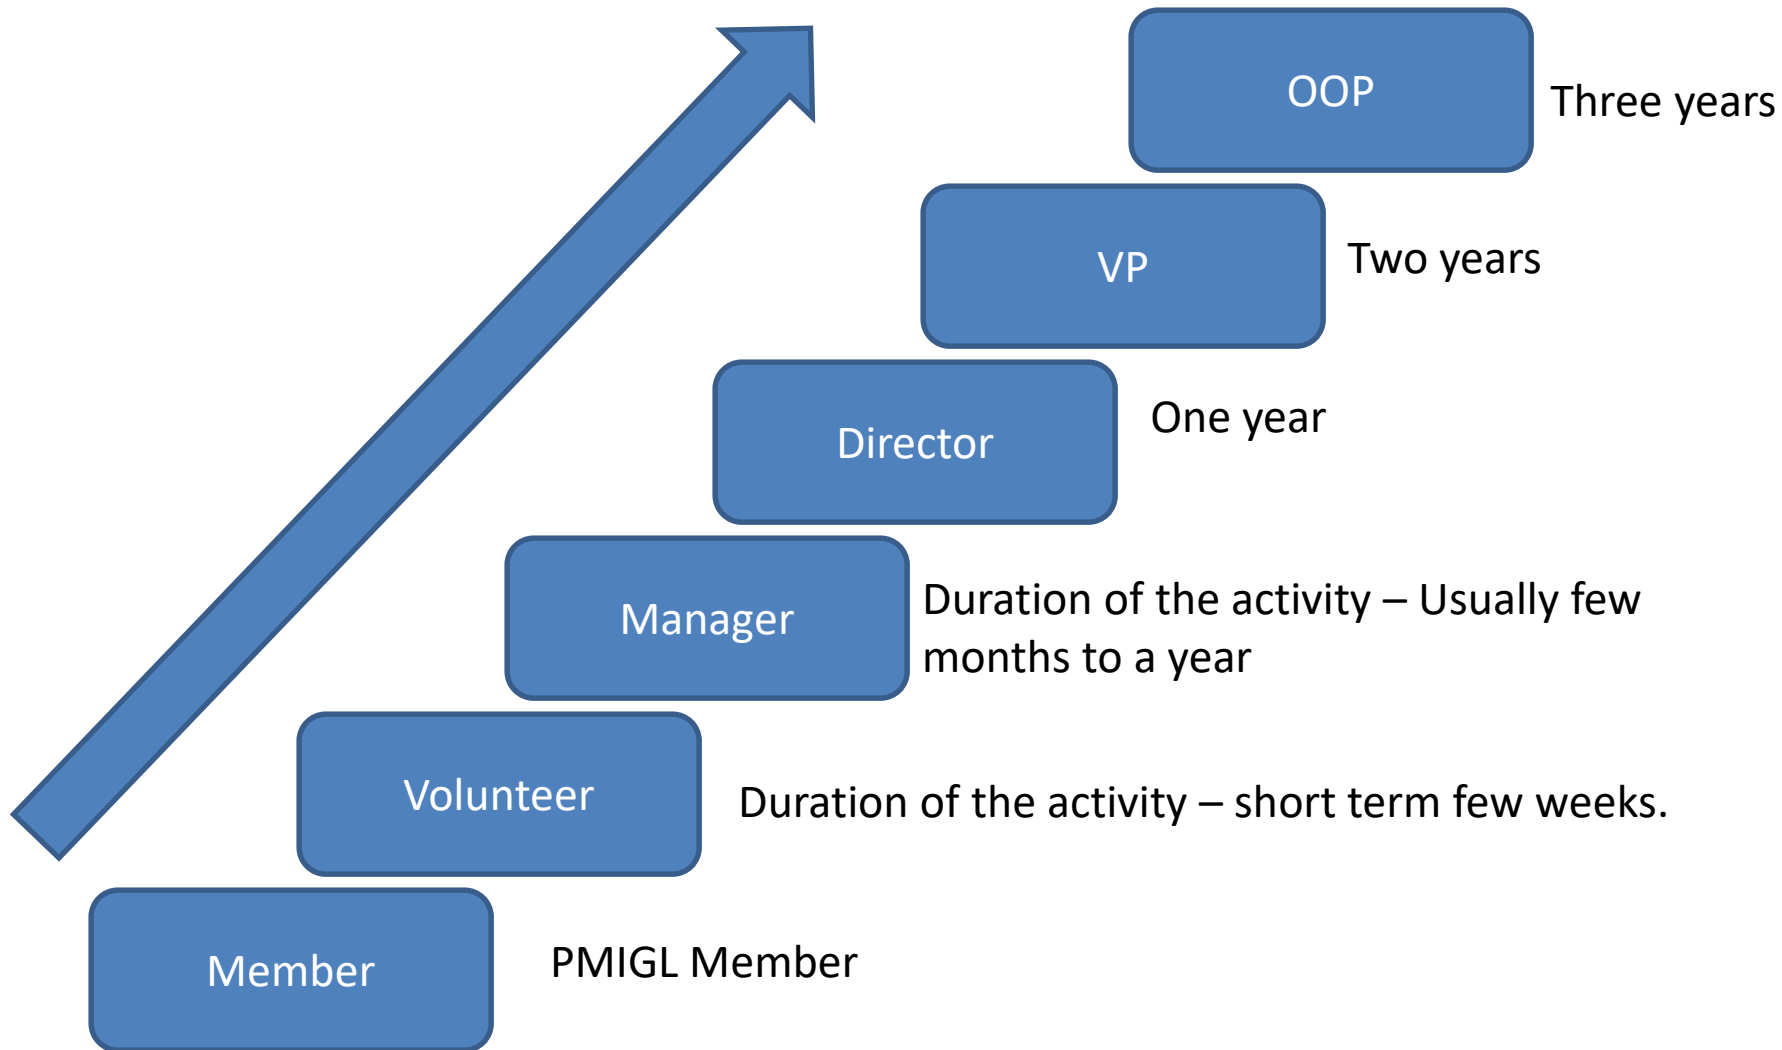 OOP
Three years
VP
Two years
Director
One year
Manager
Duration of the activity – Usually few
months to a year
Volunteer
Duration of the activity – short term few weeks.
Member
PMIGL Member